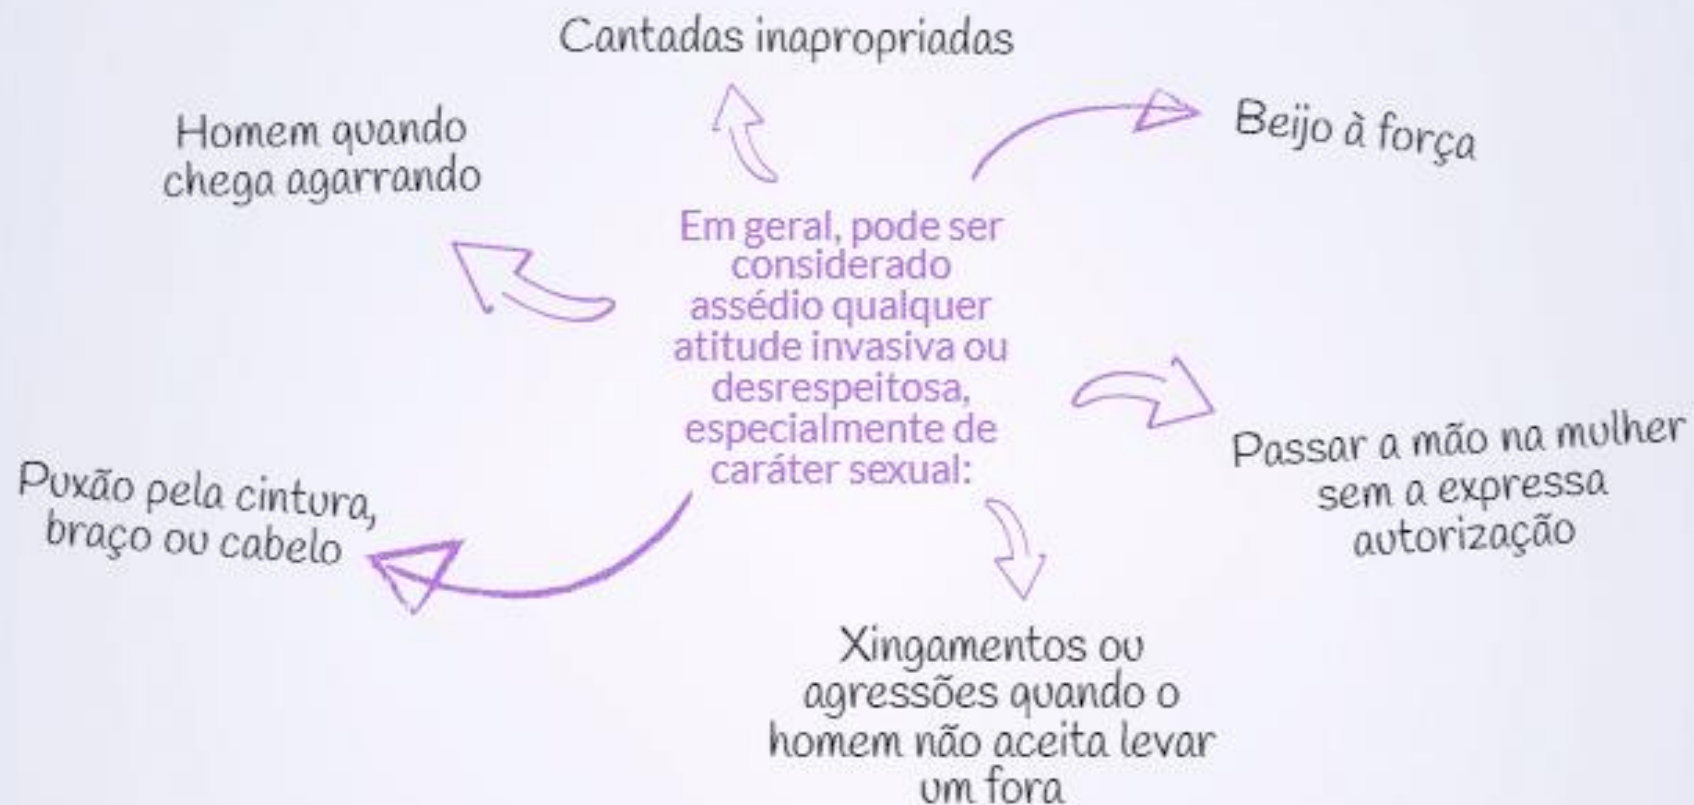 Cantadas inapropriadas
Homem quando
chega agarrando
Beijo à força
Em geral, pode ser
considerado
assédio qualquer
atitude invasiva ou
desrespeitosa,
especialmente de
caráter sexual:
Passar a mão na mulher
sem a expressa
autorização
Puxão pela cintura,
braço ou cabelo
Xingamentos ou
agressões quando o
homem não aceita levar
um fora